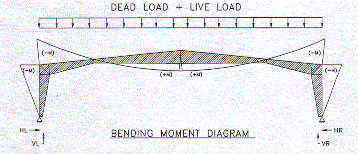 DEAD LOAD + LIVE LOAD
(-M) (-M)
(-M) (+M) (+M) (-M)
HL HR
BENDING MOMENT DIAGRAM
VL VR